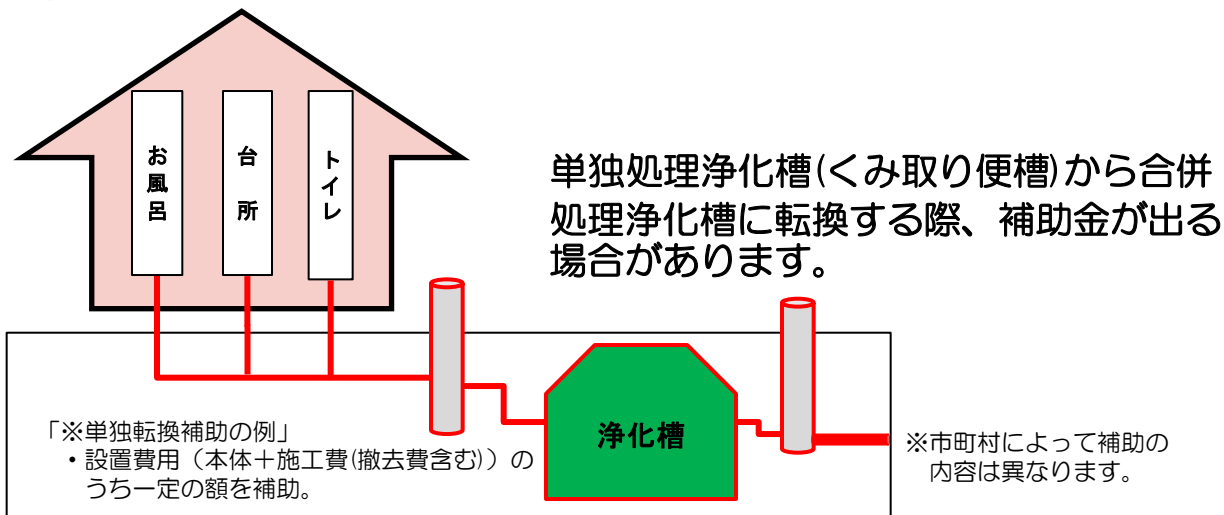 お風呂
台所
トイレ
単独処理浄化槽(くみ取り便槽)から合併
処理浄化槽に転換する際、補助金が出る
場合があります。
浄化槽
「※単独転換補助の例」
・設置費用（本体＋施工費(撤去費含む)）の
うち一定の額を補助。
※市町村によって補助の
内容は異なります。